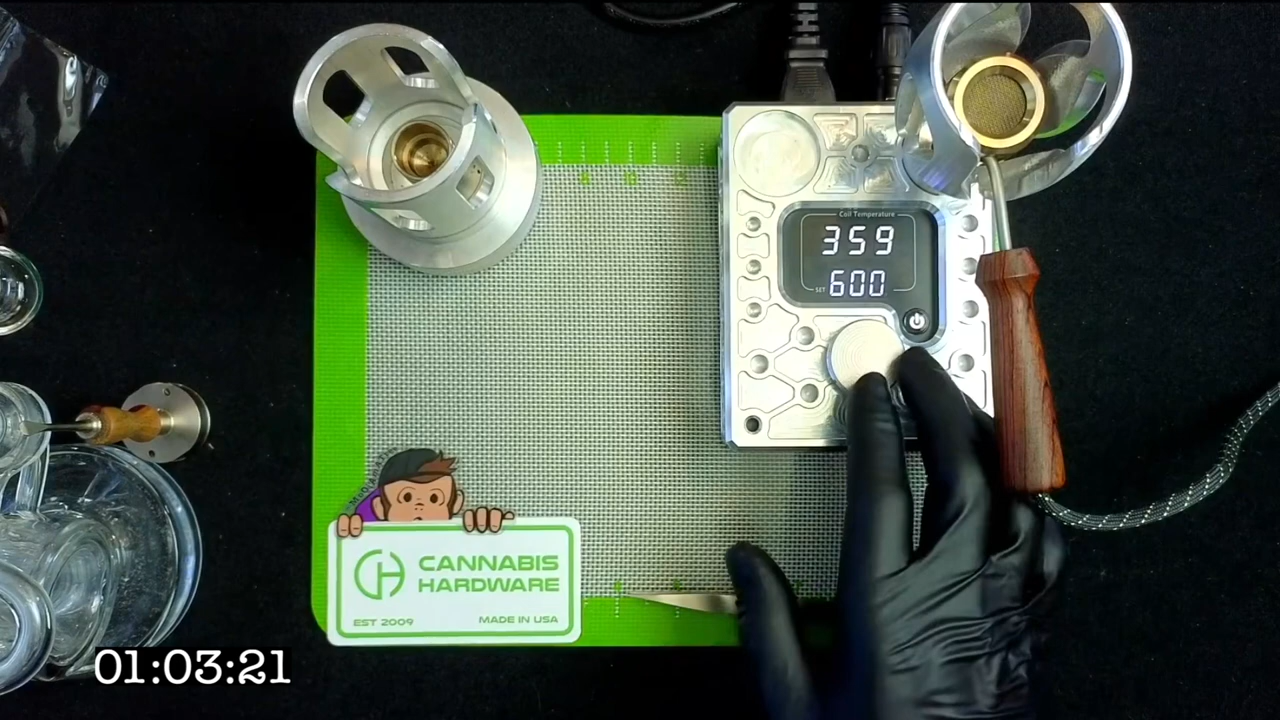 Coil Temperature
359
SET 600
CANNABIS
HARDWARE
EST 2009
MADE IN USA
01:03:21